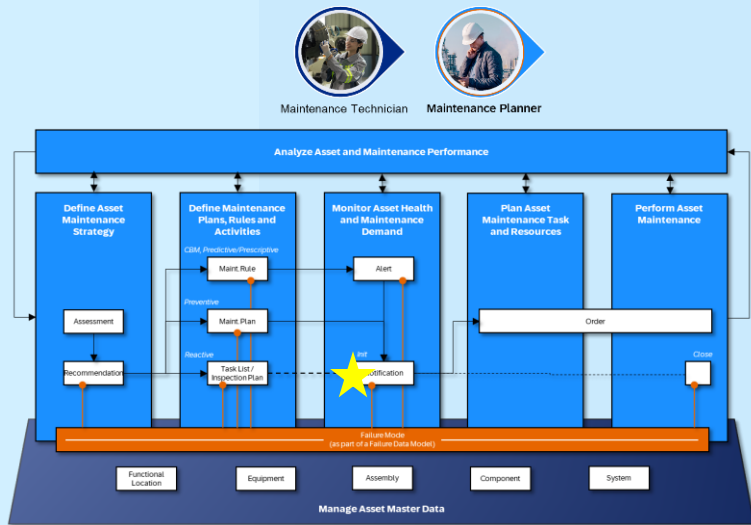 Maintenance Technician
Maintenance Planner
Analyze Asset and Maintenance Performance
Define Asset
Maintenance
Strategy
Define Maintenance
Plans, Rules and
Activities
Monitor Asset Health
and Maintenance
Demand
Plan Asset
Maintenance Task
and Resources
Perform Asset
Maintenance
CBM, Predictive/Prescriptive
Maint.Rule
Alert
Preventive
Assessment
Maint.Plan
Order
Reactive
Init
Close
Recommendation
Task List /
Inspection Plan
otification
Failure Mode
(as part of a Failure Data Model)
Functional
Location
Equipment
Assembly
Component
System
Manage Asset Master Data